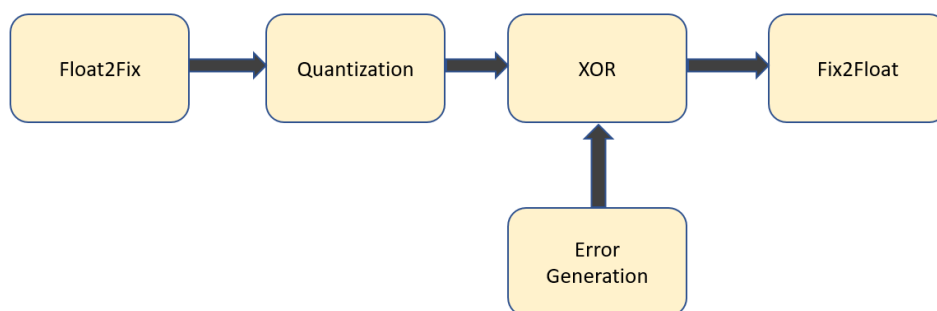 Float2Fix
Quantization
XOR
Fix2Float
Error
Generation